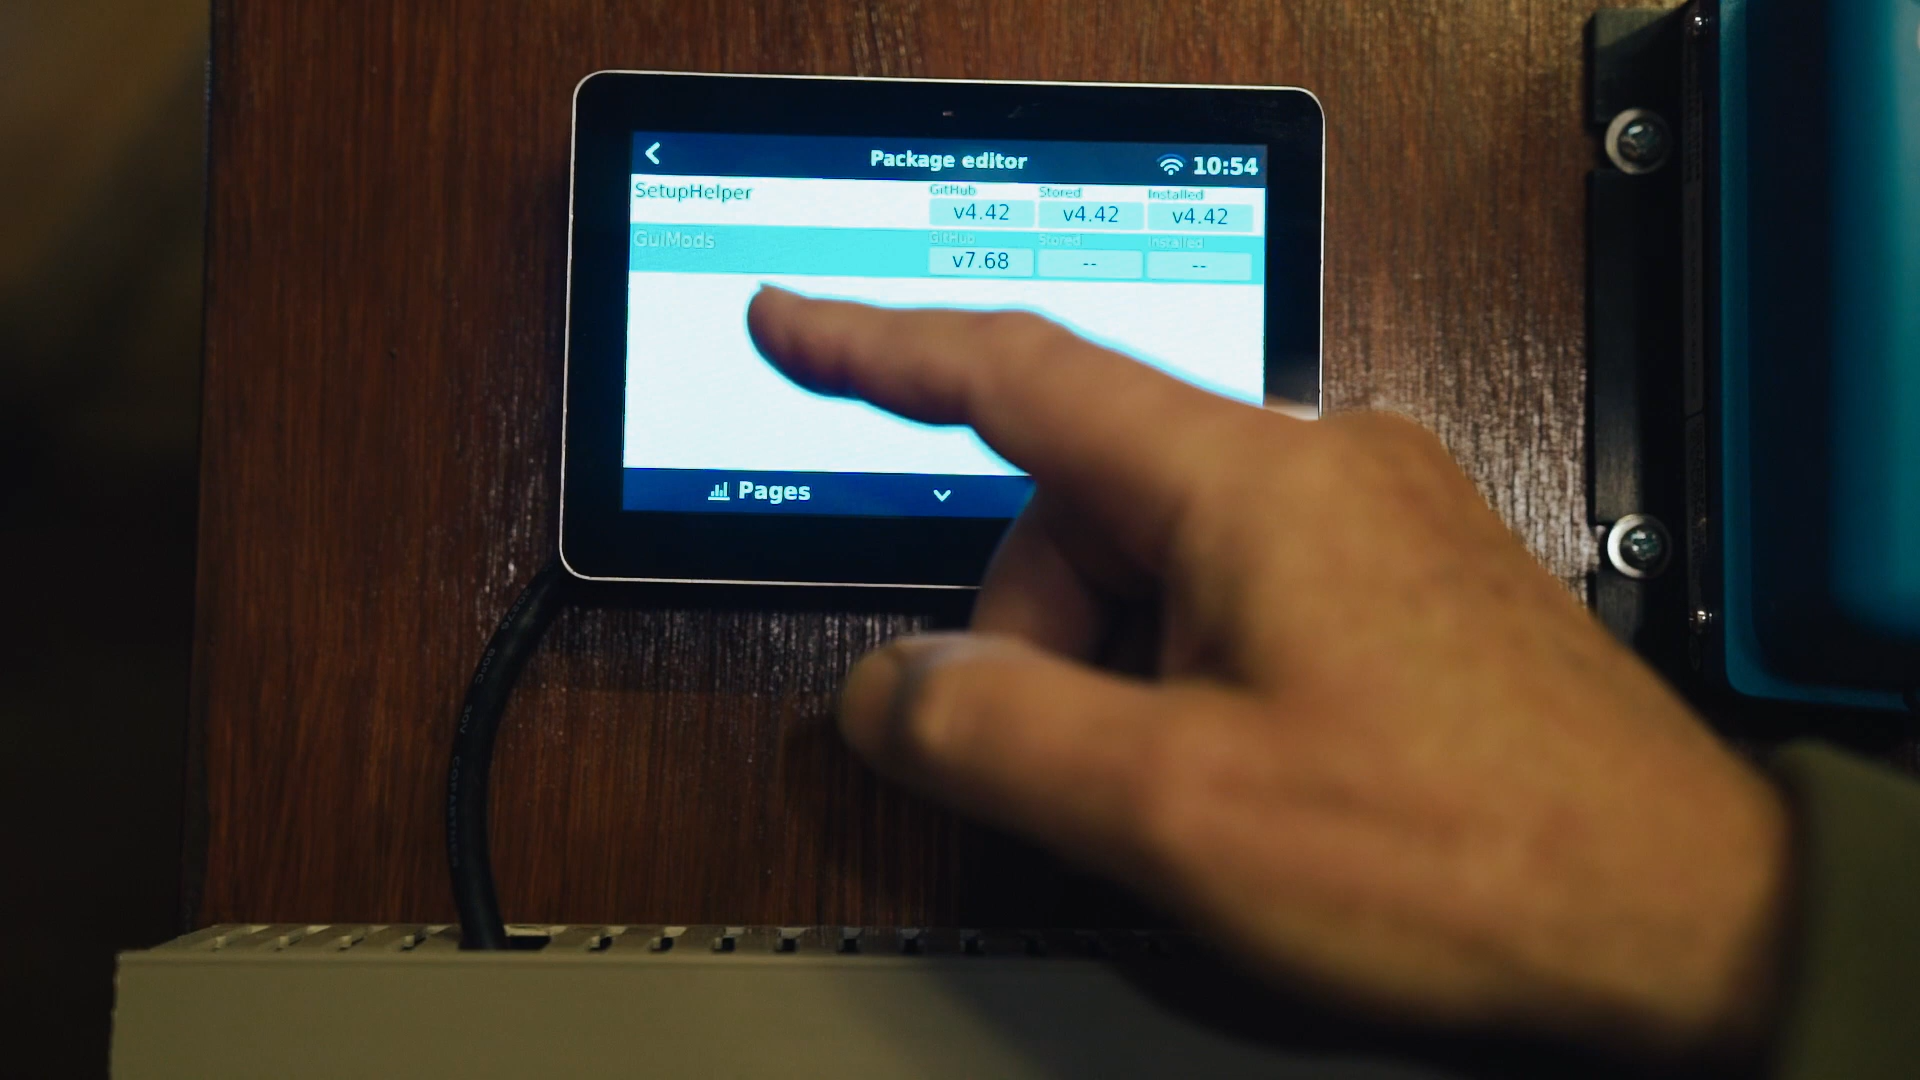 Package editor 10:54
SetupHelper GitHub Stored Installed
v4.42 v4.42 v4.42
GuiMods GitHub Stored Installed
v7.68 -- --
Pages